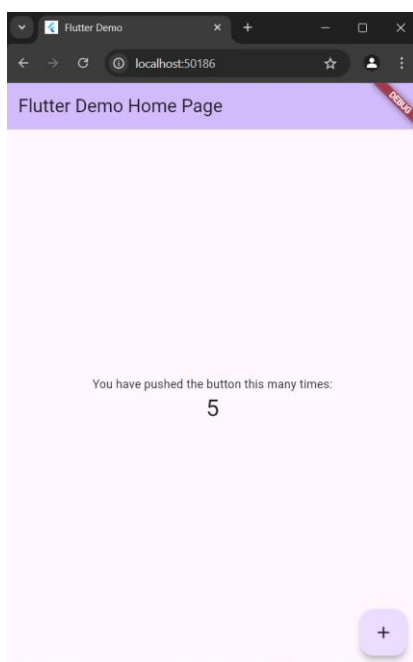 Flutter Demo
localhost:50186
Flutter Demo Home Page
DEBUG
You have pushed the button this many times:
5